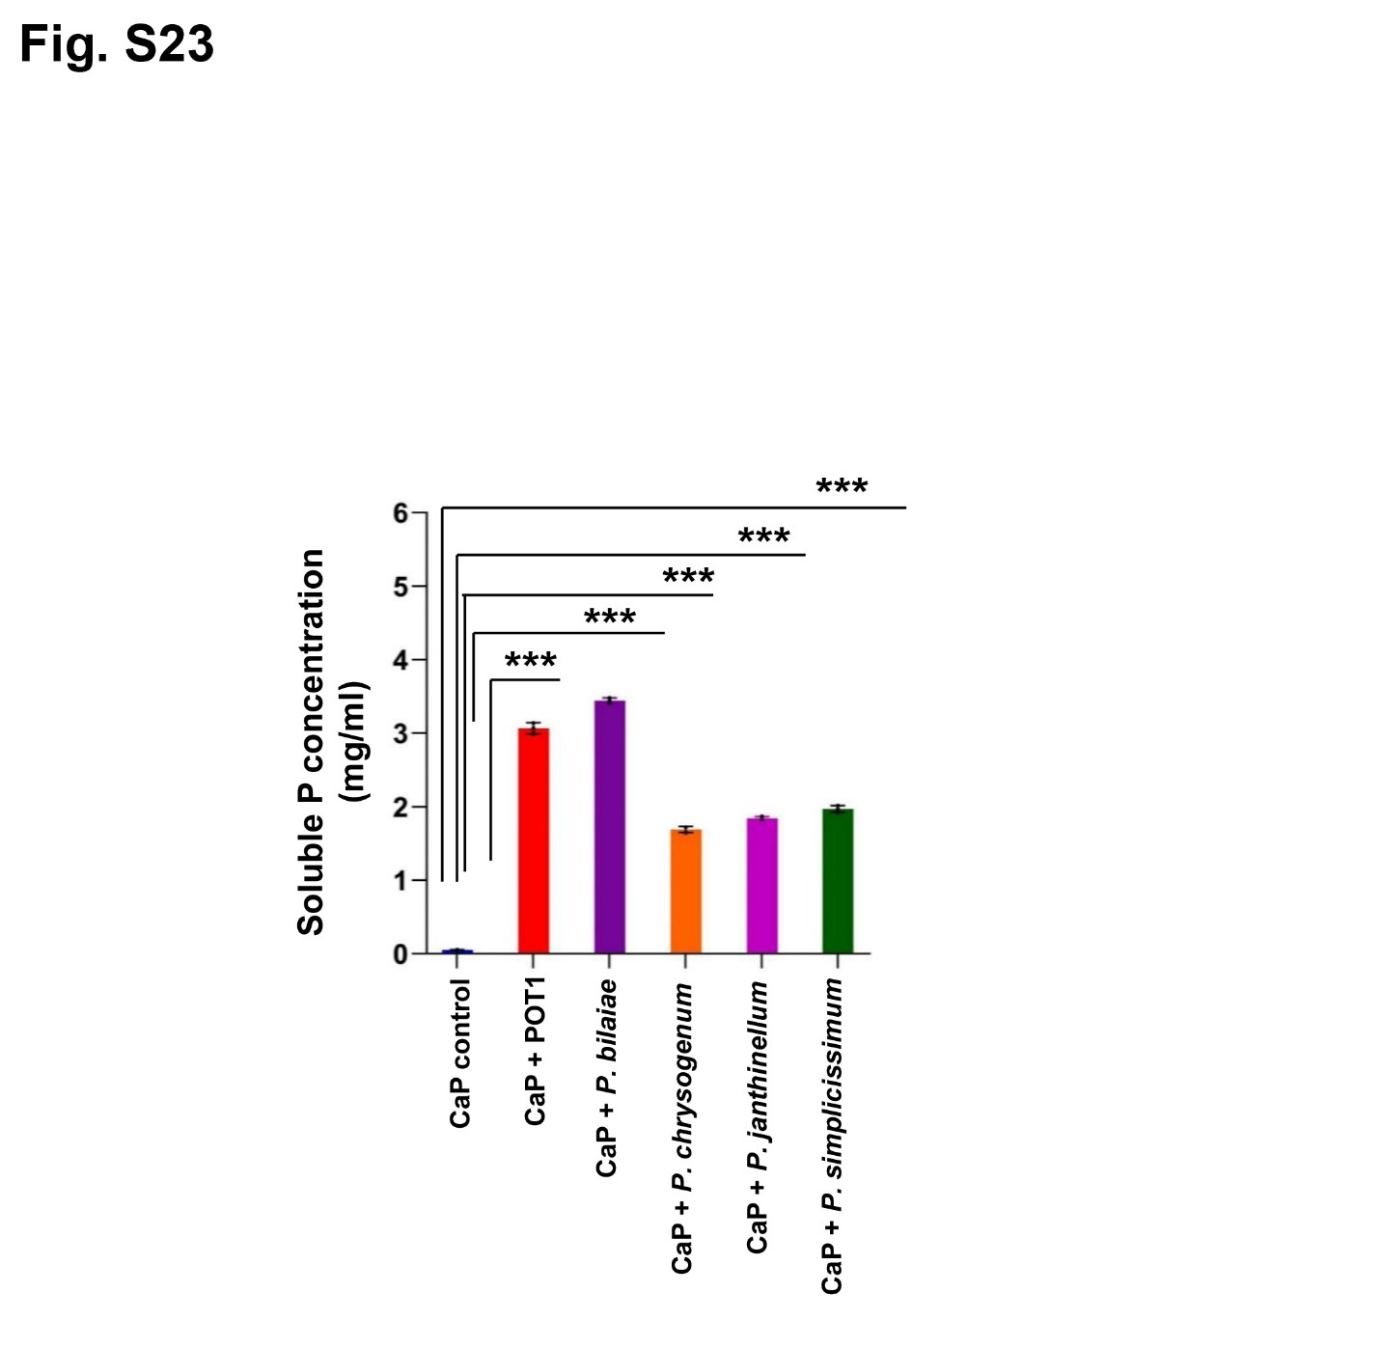 Fig. S23
***
***
***
***
***
6
5
4
3
2
1
0
Soluble P concentration
(mg/ml)
CaP control
CaP + POT1
CaP + P. bilaiae
CaP + P. chrysogenum
CaP + P. janthinellum
CaP + P. simplicissimum